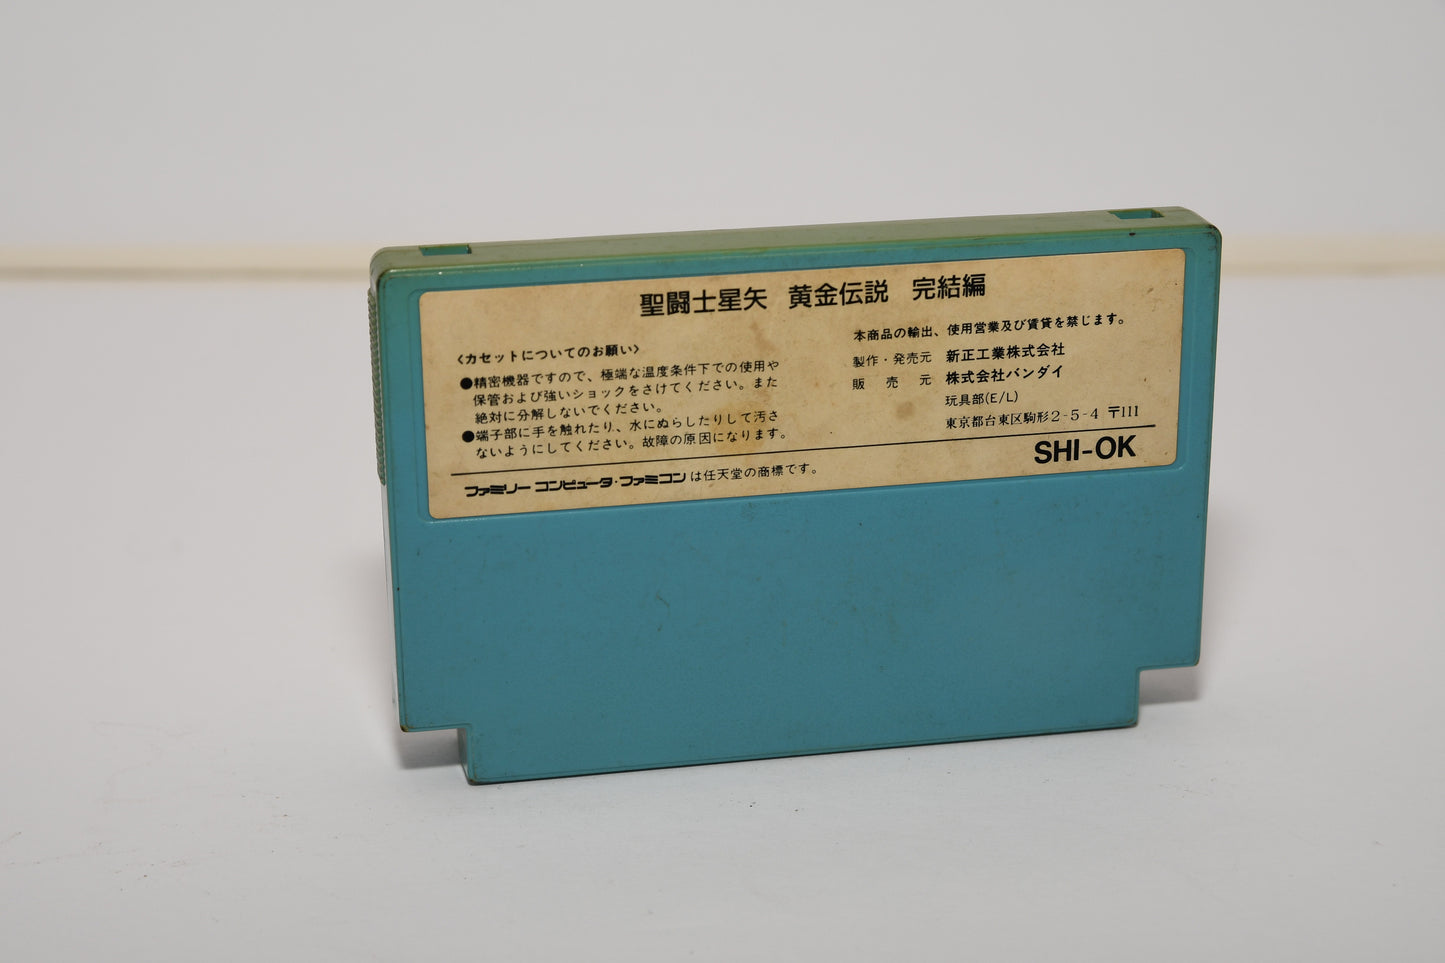 聖闘士星矢 黄金伝説 完結編
〈カセットについてのお願い〉
●精密機器ですので、極端な温度条件下での使用や
保管および強いショックをさけてください。また
絶対に分解しないでください。
●端子部に手を触れたり、水にぬらしたりして汚さ
ないようにしてください。故障の原因になります。
本商品の輸出、使用営業及び賃貸を禁じます。
製作・発売元 新正工業株式会社
販売元 株式会社バンダイ
玩具部(E/L)
東京都台東区駒形2-5-4 〒111
SHI-OK
ファミリーコンピュータ・ファミコンは任天堂の商標です。